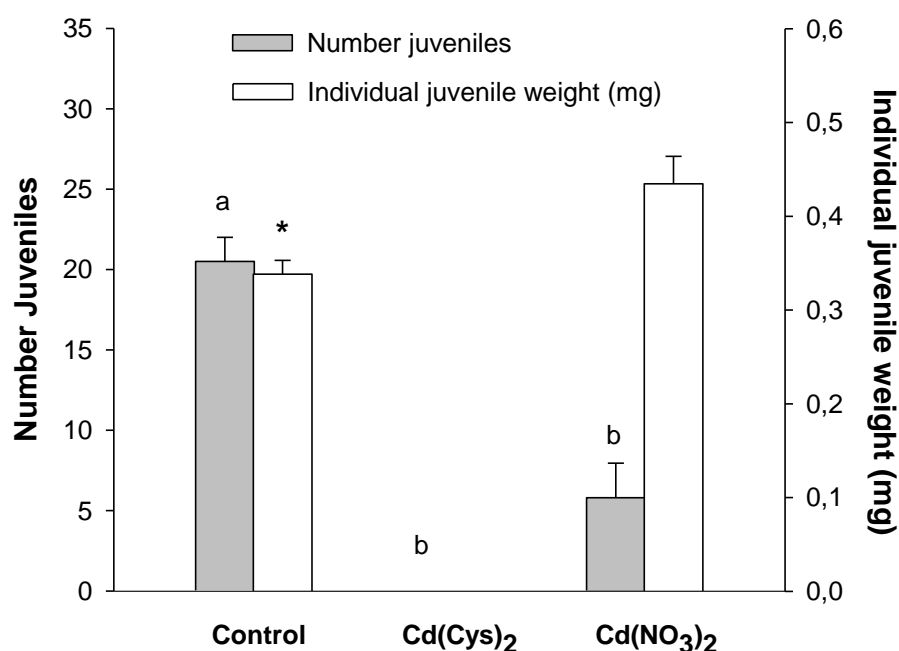 Number juveniles
Individual juvenile weight (mg)
Number Juveniles
35
30
25
20
15
10
5
0
a
*
b
b
0,6
0,5
0,4
0,3
0,2
0,1
0,0
Individual juvenile weight (mg)
Control Cd(Cys)2 Cd(NO3)2